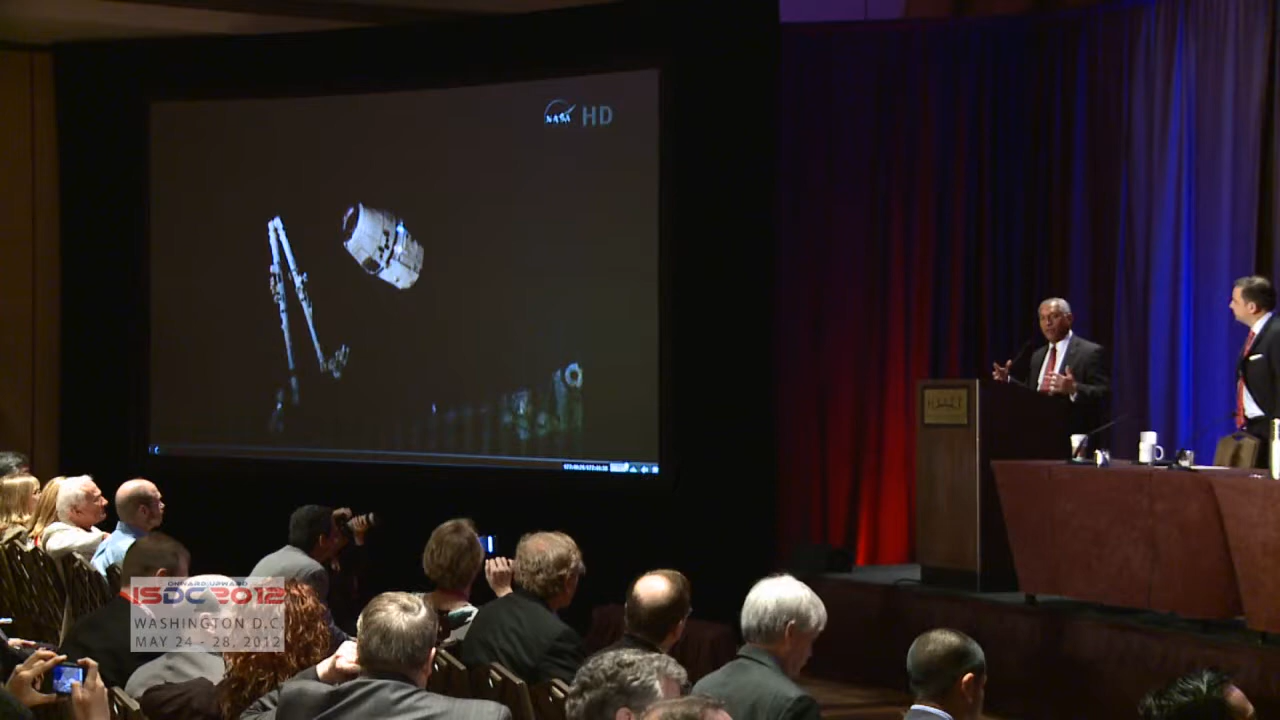 NASA HD
ONWARD UPWARD
ISDC 2012
WASHINGTON D.C.
MAY 24 - 28, 2012